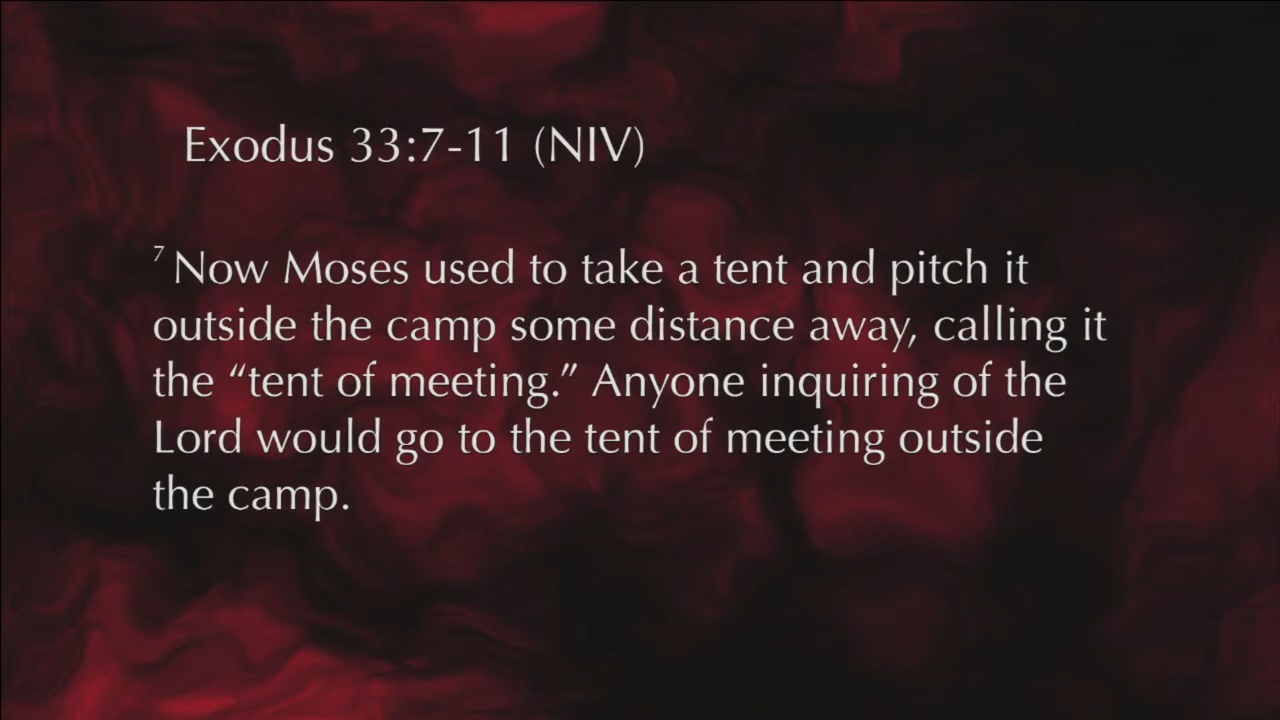 Exodus 33:7-11 (NIV)
7 Now Moses used to take a tent and pitch it
outside the camp some distance away, calling it
the “tent of meeting.” Anyone inquiring of the
Lord would go to the tent of meeting outside
the camp.